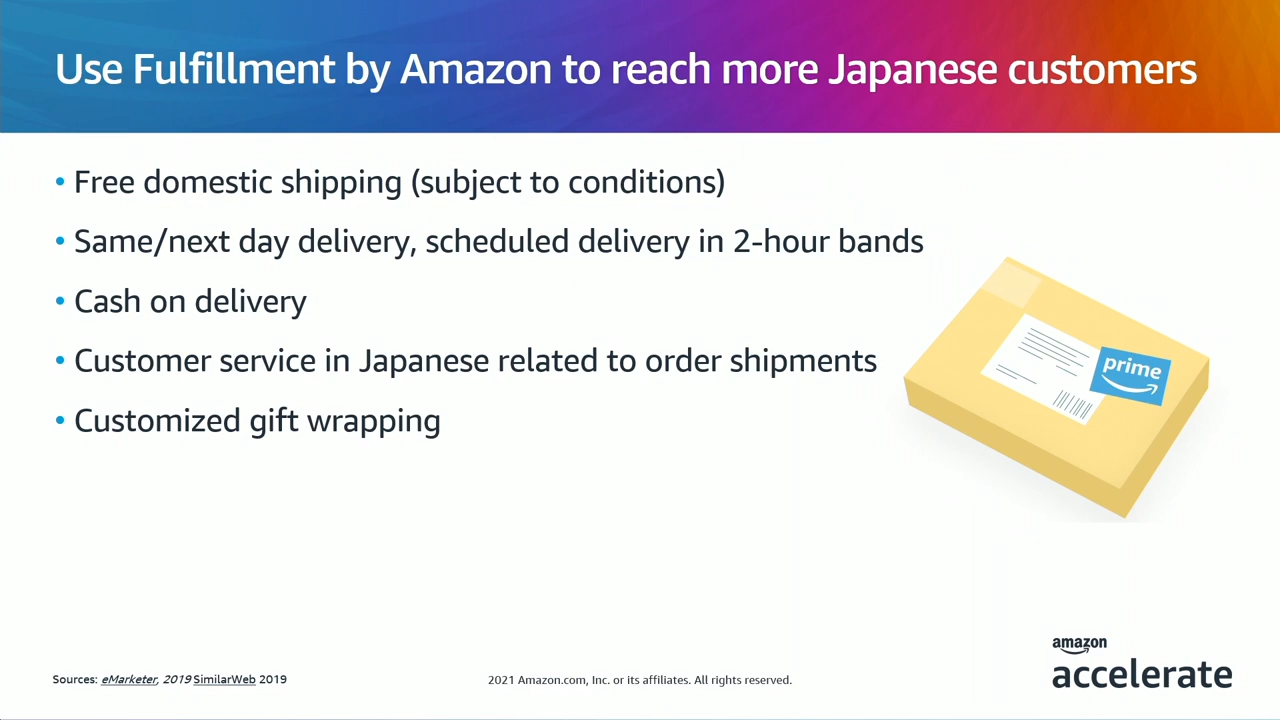 Use Fulfillment by Amazon to reach more Japanese customers
• Free domestic shipping (subject to conditions)
• Same/next day delivery, scheduled delivery in 2-hour bands
• Cash on delivery
• Customer service in Japanese related to order shipments
• Customized gift wrapping
prime
Sources: eMarketer, 2019 SimilarWeb 2019
2021 Amazon.com, Inc. or its affiliates. All rights reserved.
amazon
accelerate